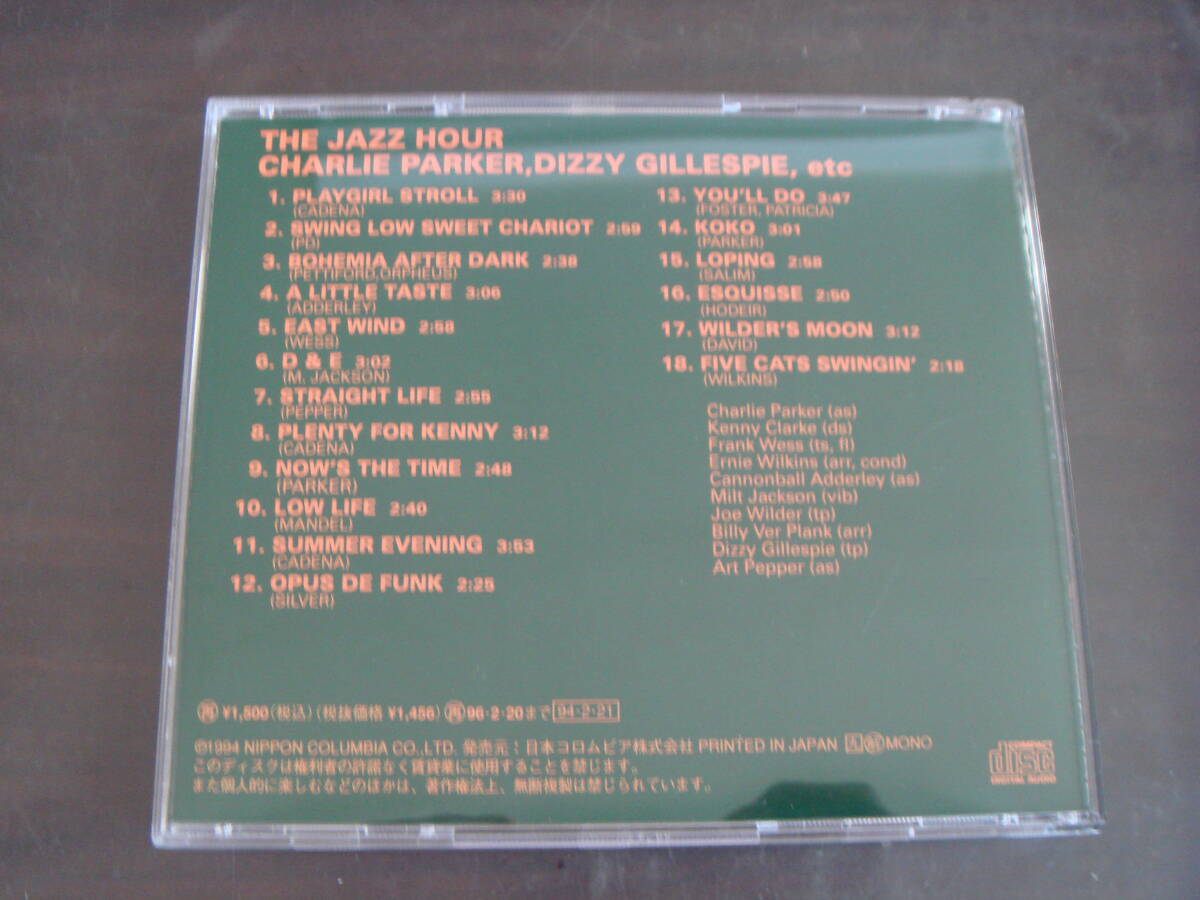 THE JAZZ HOUR
CHARLIE PARKER,DIZZY GILLESPIE, etc
1. PLAYGIRL STROLL 3:30
(CADENA)
2. SWING LOW SWEET CHARIOT 2:59
(PD)
3. BOHEMIA AFTER DARK 2:38
(PETTIFORD,ORPHEUS)
4. A LITTLE TASTE 3:06
(ADDERLEY)
5. EAST WIND 2:58
(WESS)
6. D & E 3:02
(M. JACKSON)
7. STRAIGHT LIFE 2:55
(PEPPER)
8. PLENTY FOR KENNY 3:12
(CADENA)
9. NOW'S THE TIME 2:48
(PARKER)
10. LOW LIFE 2:40
(MANDEL)
11. SUMMER EVENING 3:53
(CADENA)
12. OPUS DE FUNK 2:25
(SILVER)
13. YOU'LL DO 3:47
(FOSTER, PATRICIA)
14. KOKO 3:01
(PARKER)
15. LOPING 2:58
(SALIM)
16. ESQUISSE 2:50
(HODEIR)
17. WILDER'S MOON 3:12
(DAVID)
18. FIVE CATS SWINGIN' 2:18
(WILKINS)
Charlie Parker (as)
Kenny Clarke (ds)
Frank Wess (ts, fl)
Ernie Wilkins (arr, cond)
Cannonball Adderley (as)
Milt Jackson (vib)
Joe Wilder (tp)
Billy Ver Plank (arr)
Dizzy Gillespie (tp)
Art Pepper (as)
再 ¥1,500(税込)(税抜価格 ¥1,456) 再 96・2・20まで 94・2・21
©1994 NIPPON COLUMBIA CO.,LTD. 発売元:日本コロムビア株式会社 PRINTED IN JAPAN MONO
このディスクは権利者の許諾なく賃貸業に使用することを禁じます。
また個人的に楽しむなどのほかは、著作権法上、無断複製は禁じられています。
COMPACT
disc
DIGITAL AUDIO